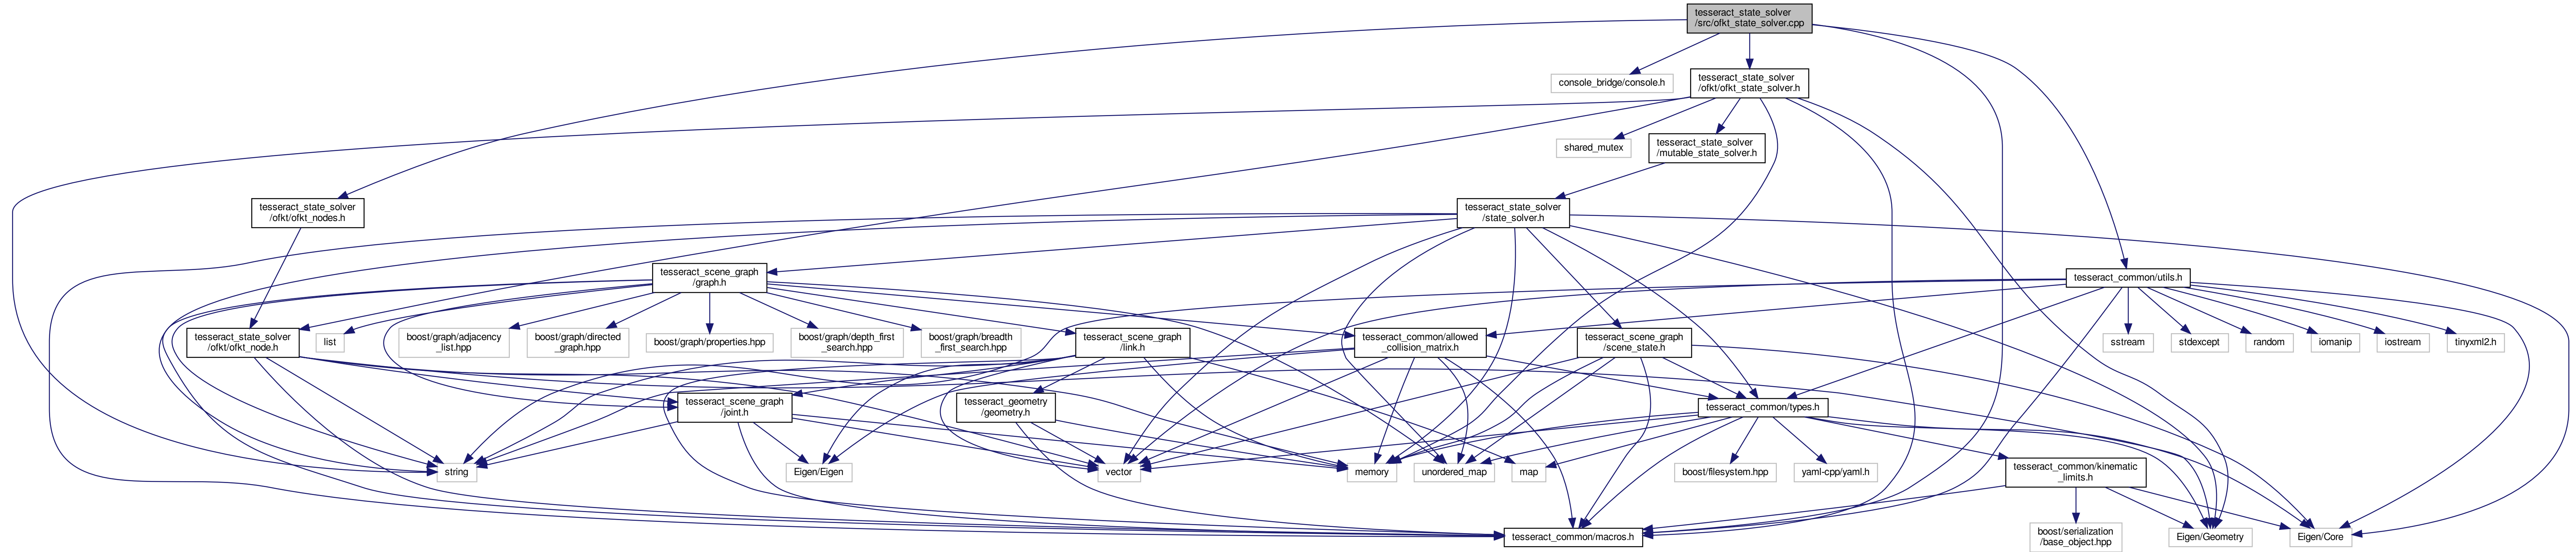 tesseract_state_solver
/src/ofkt_state_solver.cpp
console_bridge/console.h
tesseract_state_solver
/ofkt/ofkt_state_solver.h
shared_mutex
tesseract_state_solver
/mutable_state_solver.h
tesseract_state_solver
/ofkt/ofkt_nodes.h
tesseract_state_solver
/state_solver.h
tesseract_scene_graph
/graph.h
tesseract_common/utils.h
tesseract_state_solver
/ofkt/ofkt_node.h
list
boost/graph/adjacency
_list.hpp
boost/graph/directed
_graph.hpp
boost/graph/properties.hpp
boost/graph/depth_first
_search.hpp
boost/graph/breadth
_first_search.hpp
tesseract_scene_graph
/link.h
tesseract_common/allowed
_collision_matrix.h
tesseract_scene_graph
/scene_state.h
sstream
stdexcept
random
iomanip
iostream
tinyxml2.h
tesseract_scene_graph
/joint.h
tesseract_geometry
/geometry.h
tesseract_common/types.h
string
Eigen/Eigen
vector
memory
unordered_map
map
boost/filesystem.hpp
yaml-cpp/yaml.h
tesseract_common/kinematic
_limits.h
tesseract_common/macros.h
boost/serialization
/base_object.hpp
Eigen/Geometry
Eigen/Core